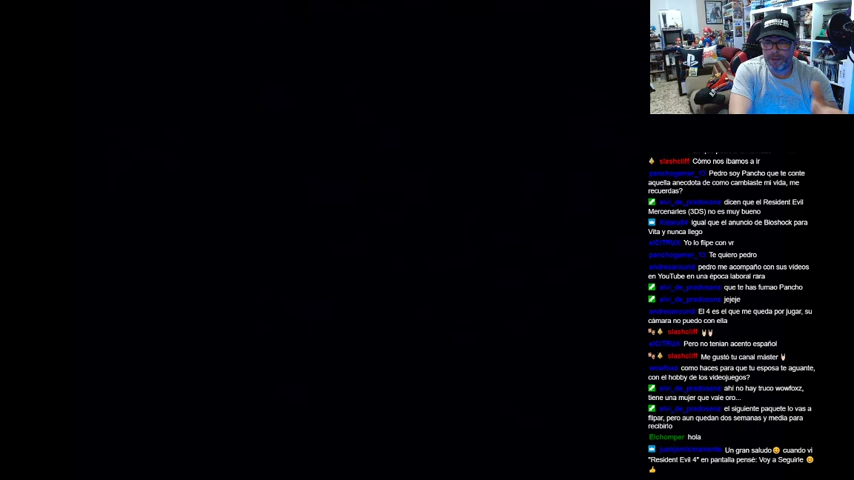 slashcliff Cómo nos íbamos a ir
Pedro soy Pancho que te conte
aquella anecdota de como cambiaste mi vida, me
recuerdas?
dicen que el Resident Evil
Mercenaries (3DS) no es muy bueno
igual que el anuncio de Bioshock para
Vita y nunca llego
Yo lo flipe con vr
Te quiero pedro
pedro me acompaño con sus videos
en YouTube en una época laboral rara
que te has fumao Pancho
jejeje
El 4 es el que me queda por jugar, su
cámara no puedo con ella
slashcliff
Pero no tenian acento español
slashcliff Me gustó tu canal máster
wowfoxz como haces para que tu esposa te aguante,
con el hobby de los videojuegos?
ahi no hay truco wowfoxz,
tiene una mujer que vale oro...
el siguiente paquete lo vas a
flipar, pero aun quedan dos semanas y media para
recibirlo
Elchomper hola
Un gran saludo😊 cuando vi
"Resident Evil 4" en pantalla pensé: Voy a Seguirle 😊
👍